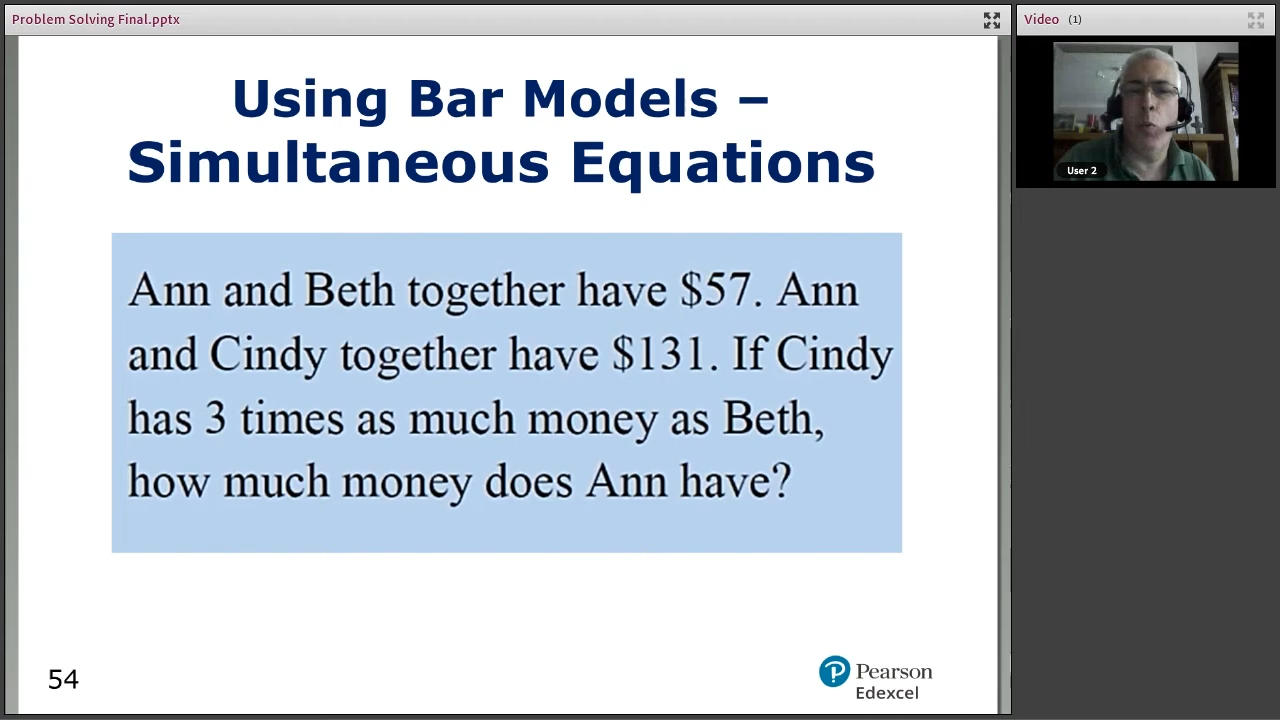 Problem Solving Final.pptx
Video (1)
Using Bar Models –
Simultaneous Equations
User 2
Ann and Beth together have $57. Ann
and Cindy together have $131. If Cindy
has 3 times as much money as Beth,
how much money does Ann have?
54
Pearson
Edexcel